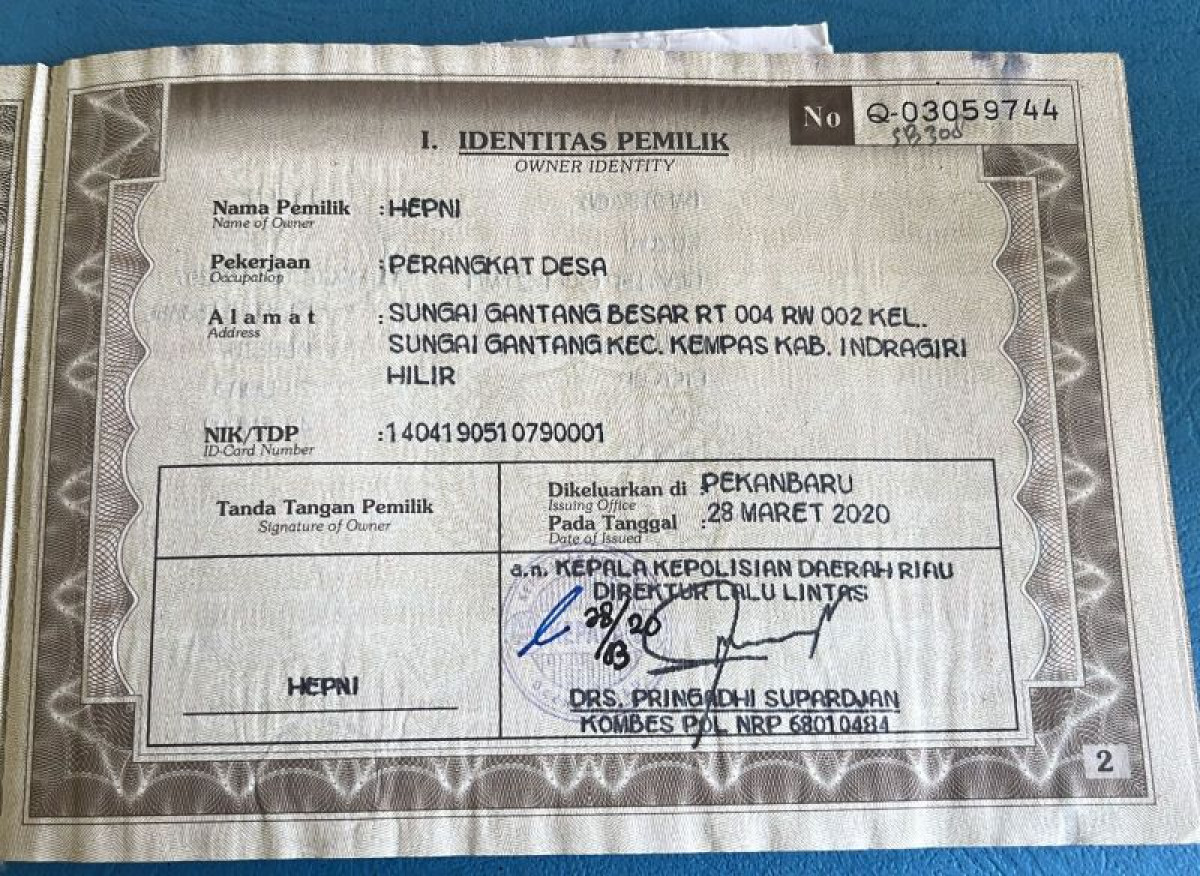 No Q-03059744
SB300
I. IDENTITAS PEMILIK
OWNER IDENTITY
Nama Pemilik : HEPNI
Name of Owner
Pekerjaan : PERANGKAT DESA
Occupation
Alamat : SUNGAI GANTANG BESAR RT 004 RW 002 KEL..
Address
SUNGAI GANTANG KEC. KEMPAS KAB. INDRAGIRI
HILIR
NIK/TDP : 1404190510790001
ID-Card Number
Tanda Tangan Pemilik
Signature of Owner
Dikeluarkan di : PEKANBARU
Issuing Office
Pada Tanggal : 28 MARET 2020
Date of Issued
a.n. KEPALA KEPOLISIAN DAERAH RIAU
DIREKTUR LALU LINTAS
28/03 20
HEPNI
DRS. PRINGADHI SUPARDJAN
KOMBES POL NRP 68010484
2